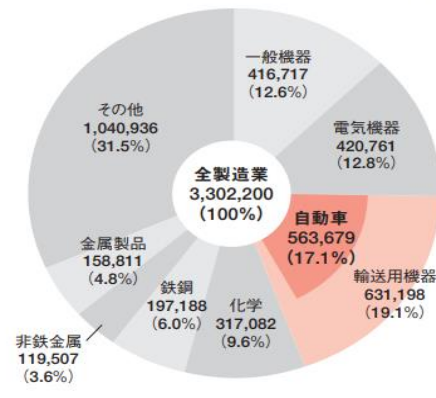 一般機器
416,717
(12.6%)
電気機器
420,761
(12.8%)
自動車
563,679
(17.1%)
輸送用機器
631,198
(19.1%)
化学
317,082
(9.6%)
鉄鋼
197,188
(6.0%)
非鉄金属
119,507
(3.6%)
金属製品
158,811
(4.8%)
その他
1,040,936
(31.5%)
全製造業
3,302,200
(100%)